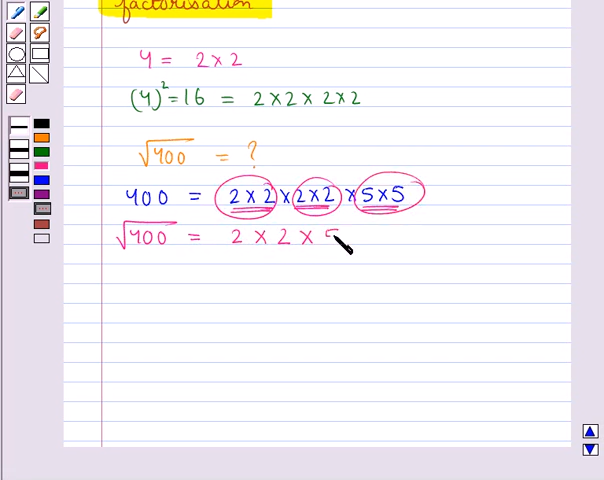 factorisation
4 = 2 × 2
(4)² = 16 = 2 × 2 × 2 × 2
√400 = ?
400 = 2 × 2 × 2 × 2 × 5 × 5
√400 = 2 × 2 × 5